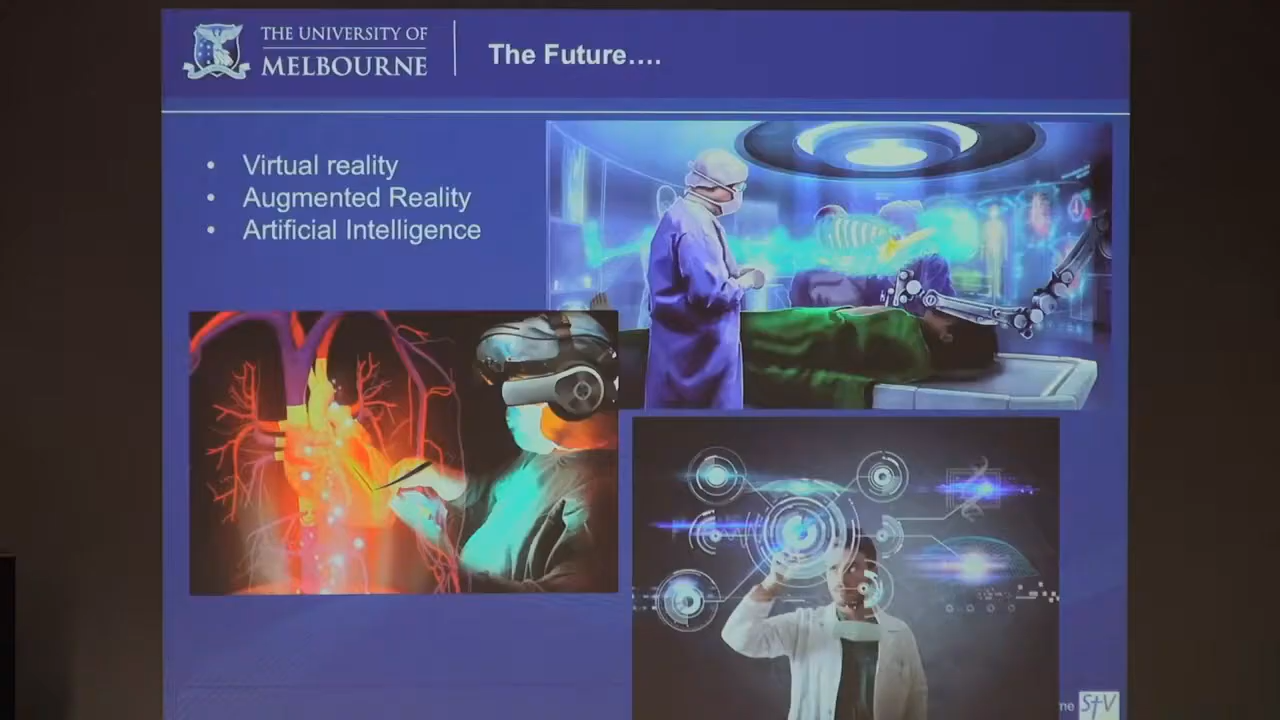 THE UNIVERSITY OF
MELBOURNE
The Future....
• Virtual reality
• Augmented Reality
• Artificial Intelligence
StV